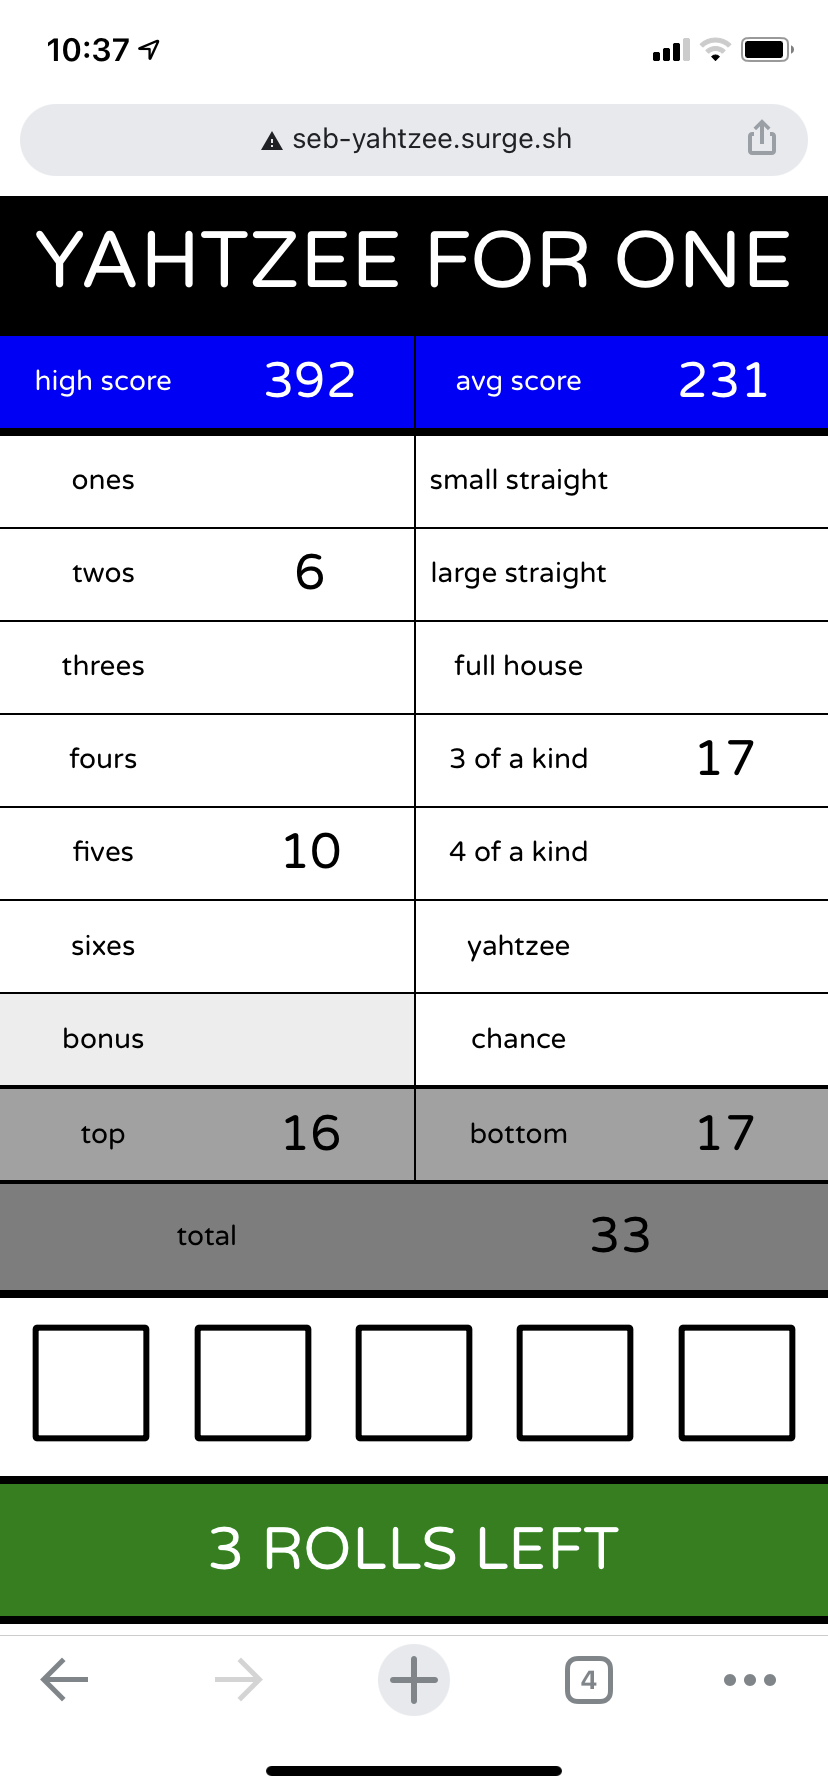 10:37
seb-yahtzee.surge.sh
YAHTZEE FOR ONE
high score 392 avg score 231
ones small straight
twos 6 large straight
threes full house
fours 3 of a kind 17
fives 10 4 of a kind
sixes yahtzee
bonus chance
top 16 bottom 17
total 33
3 ROLLS LEFT
4